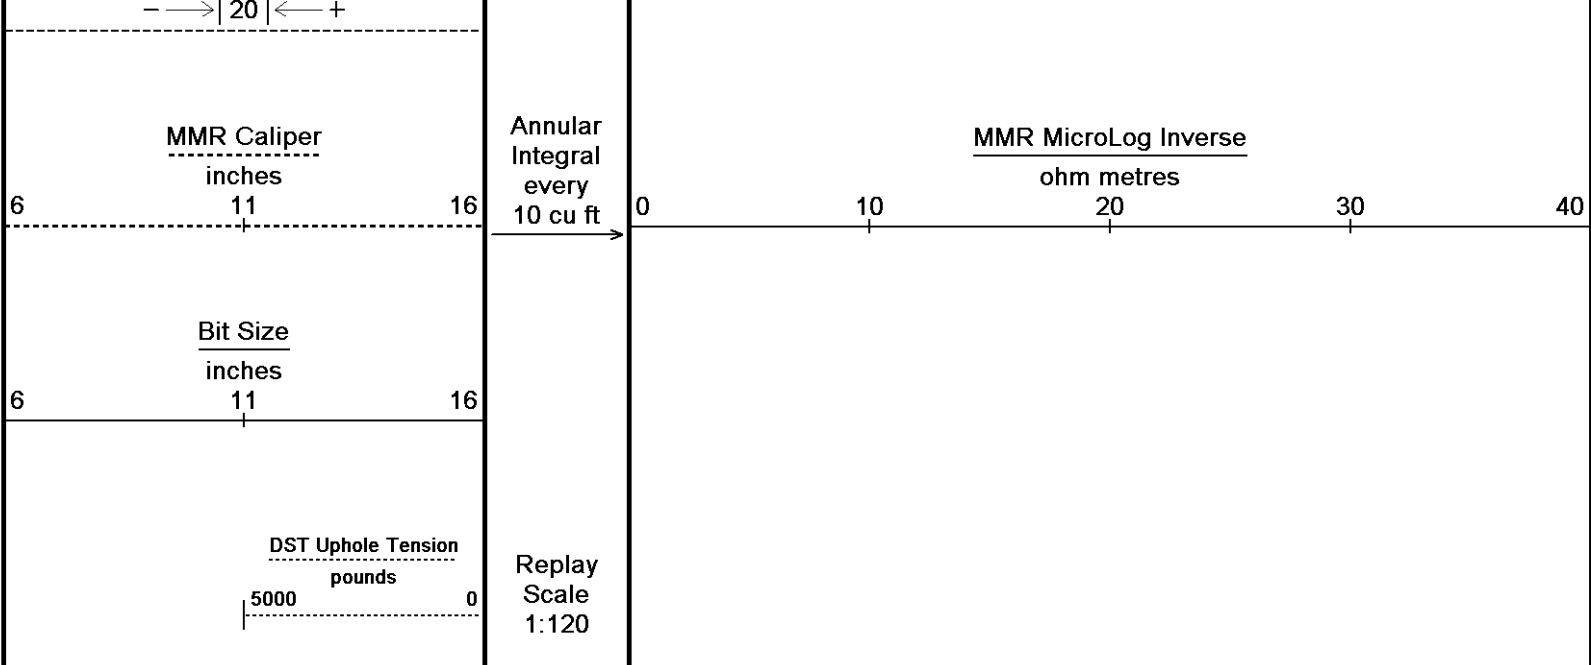 − |20| +
MMR Caliper
inches
6 11 16
Annular
Integral
every
10 cu ft
MMR MicroLog Inverse
ohm metres
0 10 20 30 40
Bit Size
inches
6 11 16
DST Uphole Tension
pounds
5000 0
Replay
Scale
1:120